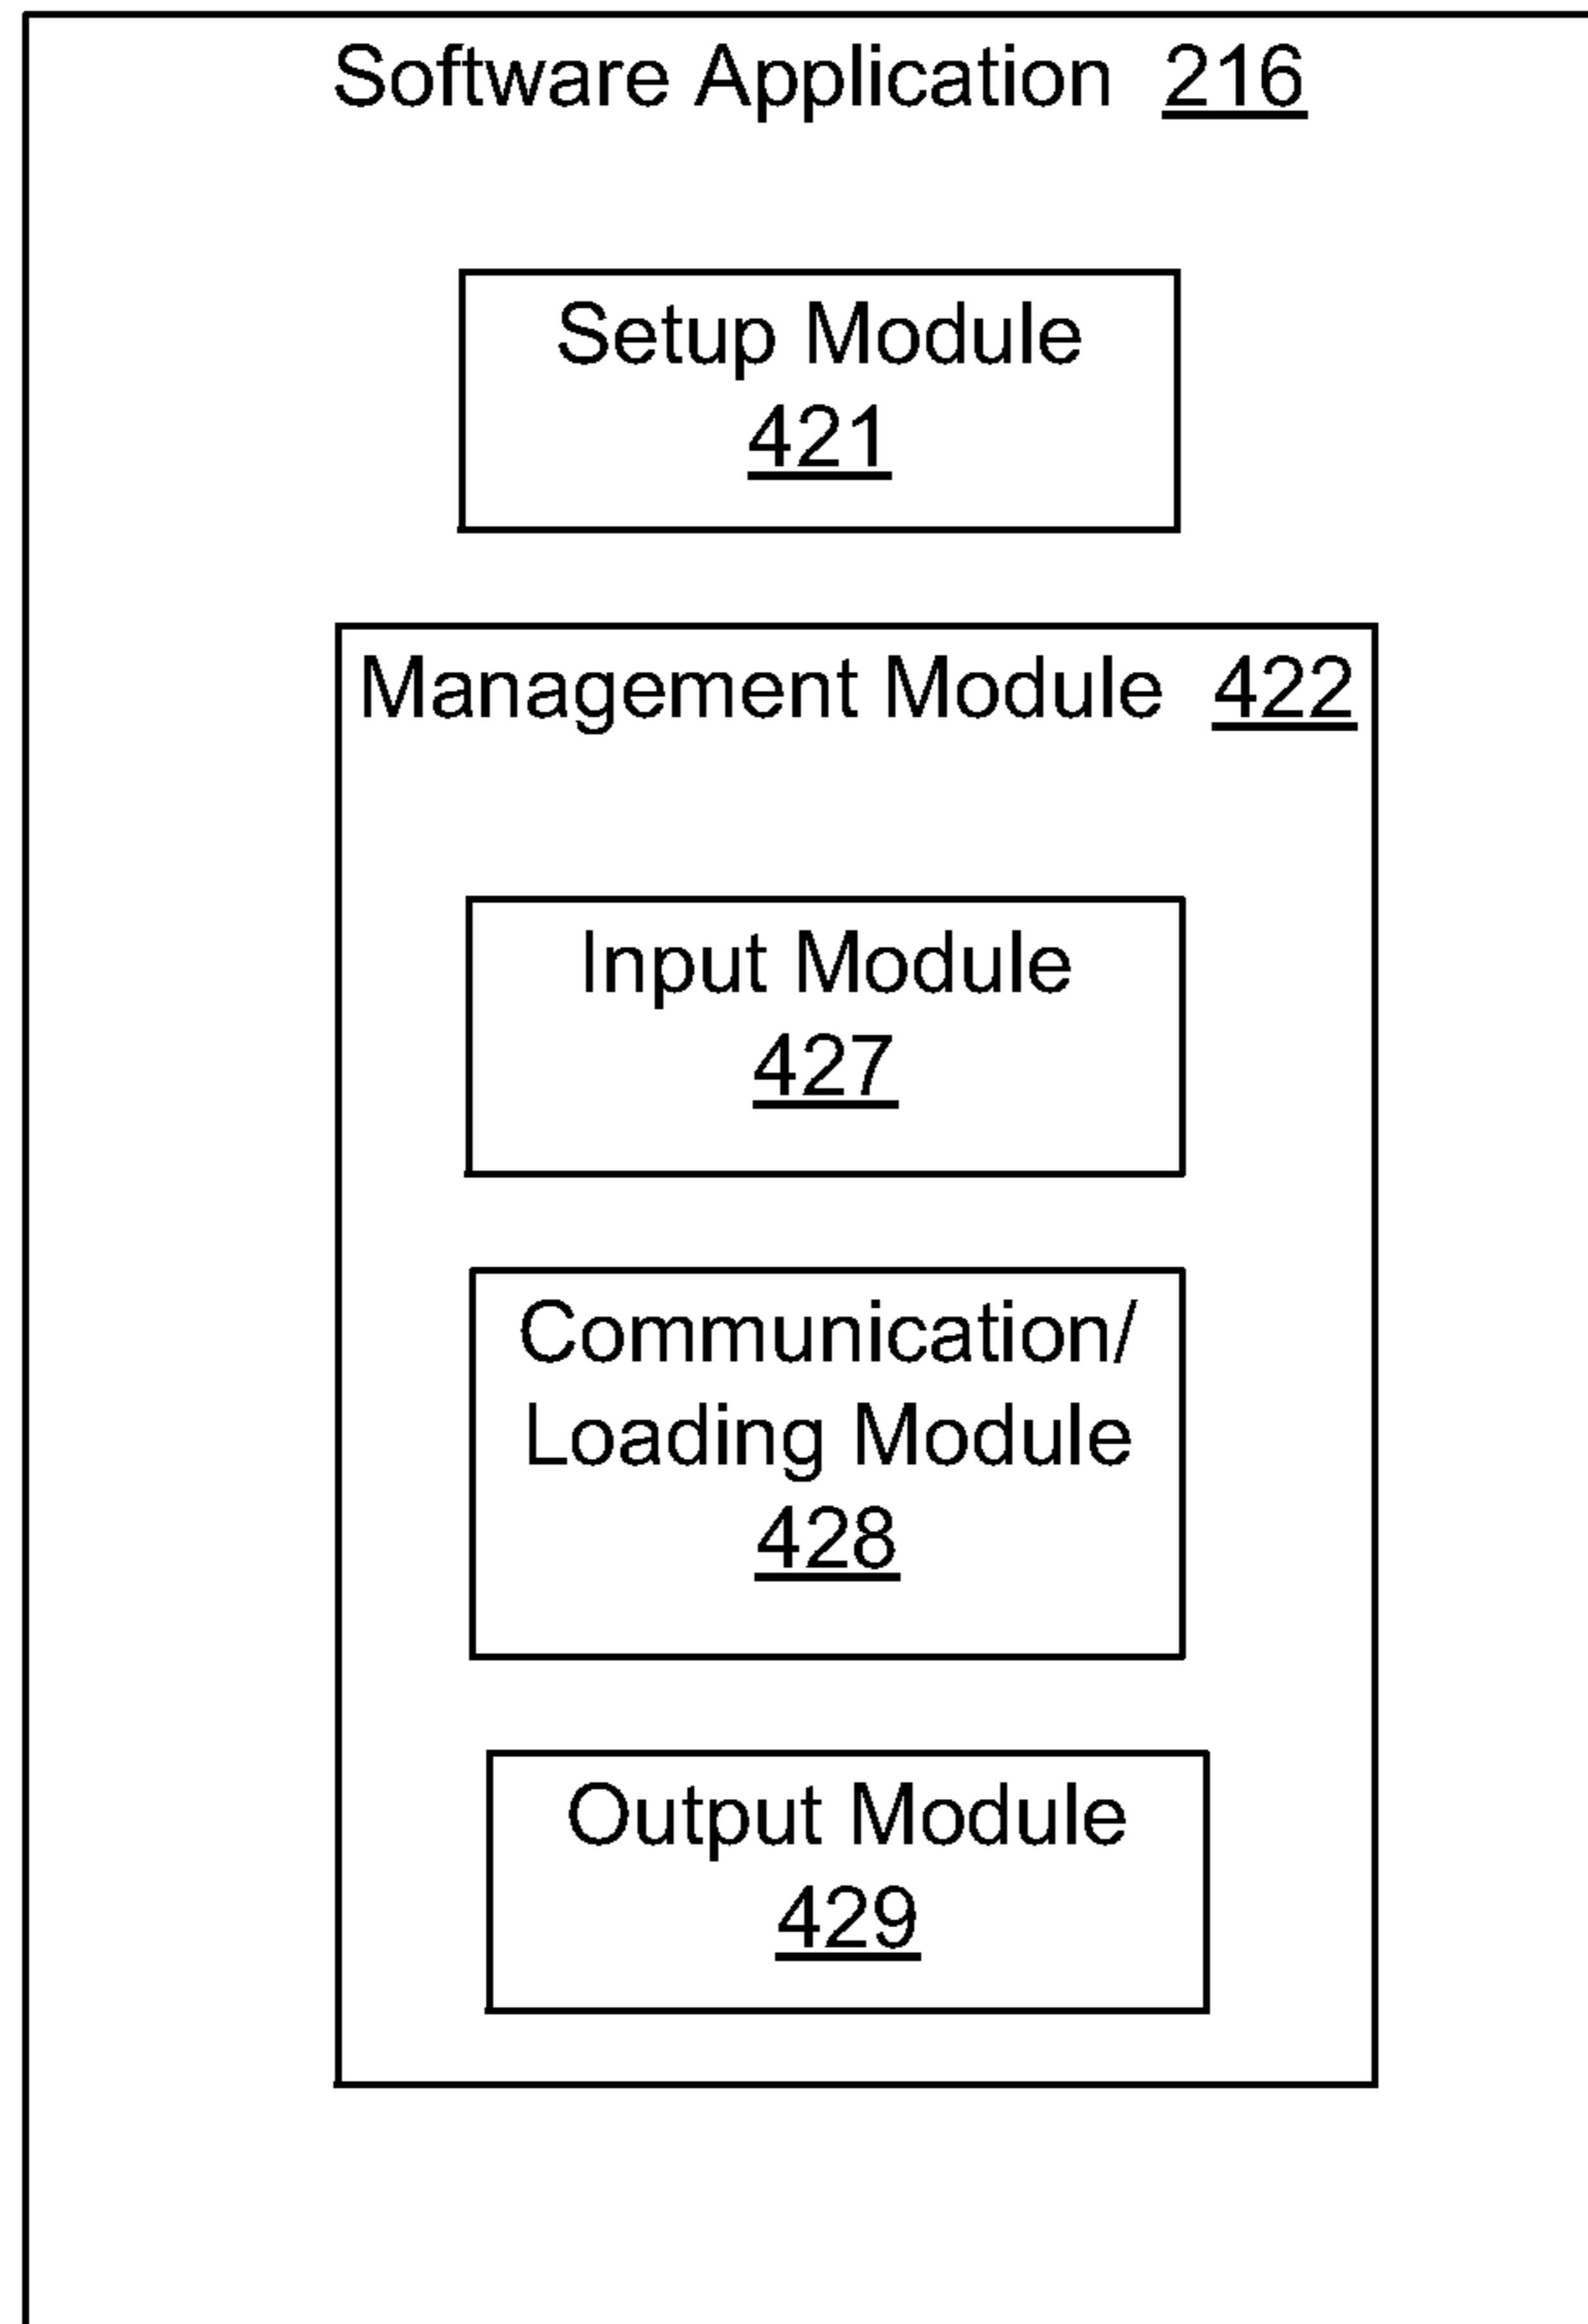 Software Application 216
Setup Module
421
Management Module 422
Input Module
427
Communication/
Loading Module
428
Output Module
429